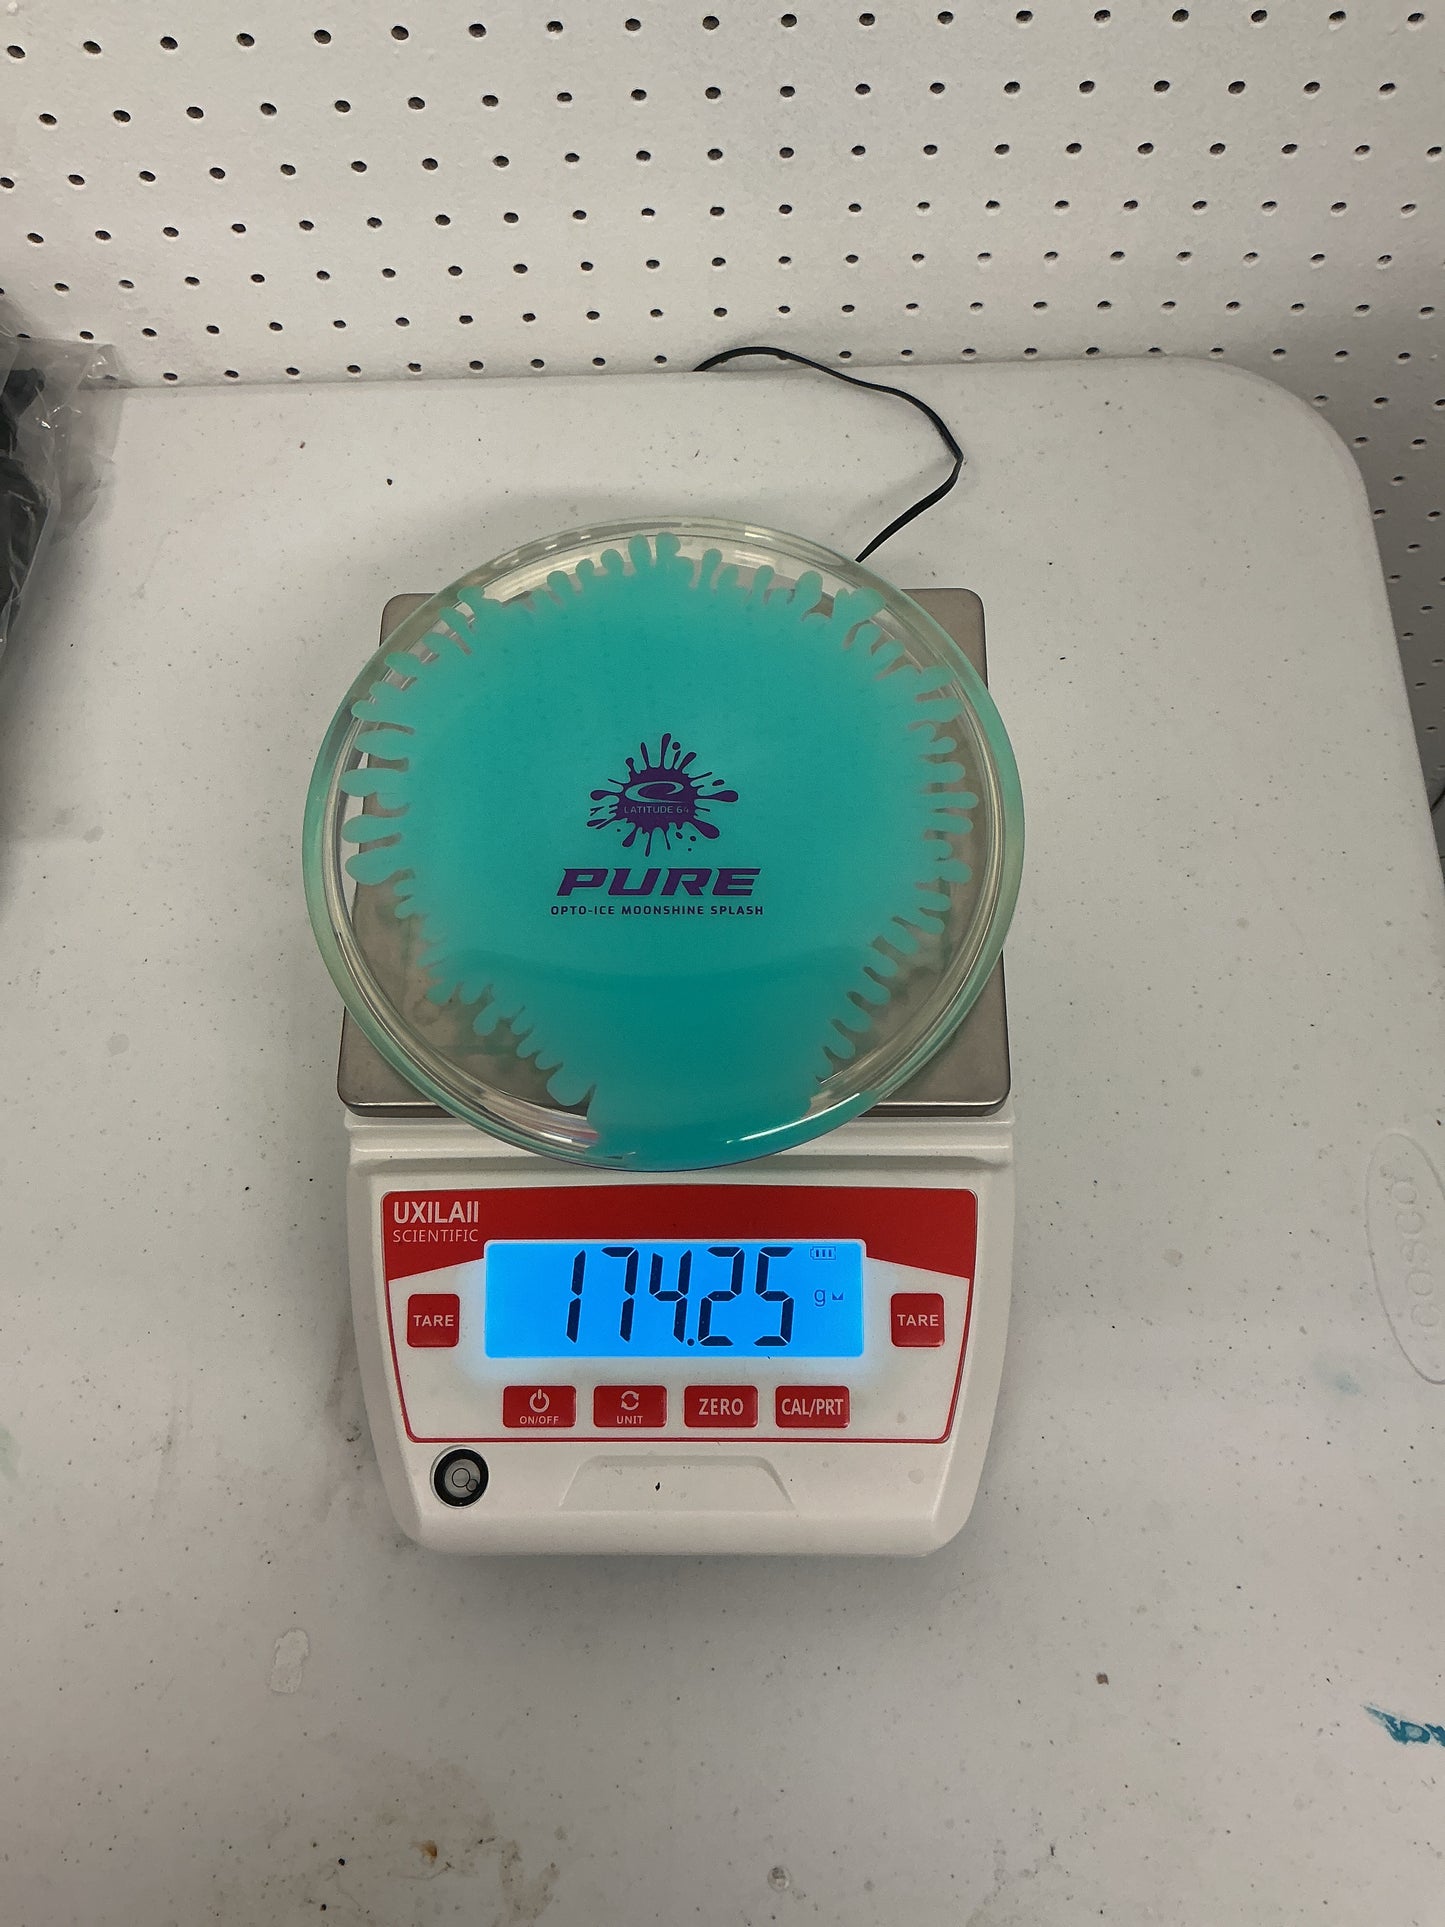 LATITUDE 64
PURE
OPTO-ICE MOONSHINE SPLASH
UXILAII
SCIENTIFIC
174.25
g
TARE
TARE
ON/OFF
UNIT
ZERO
CAL/PRT
COSCO